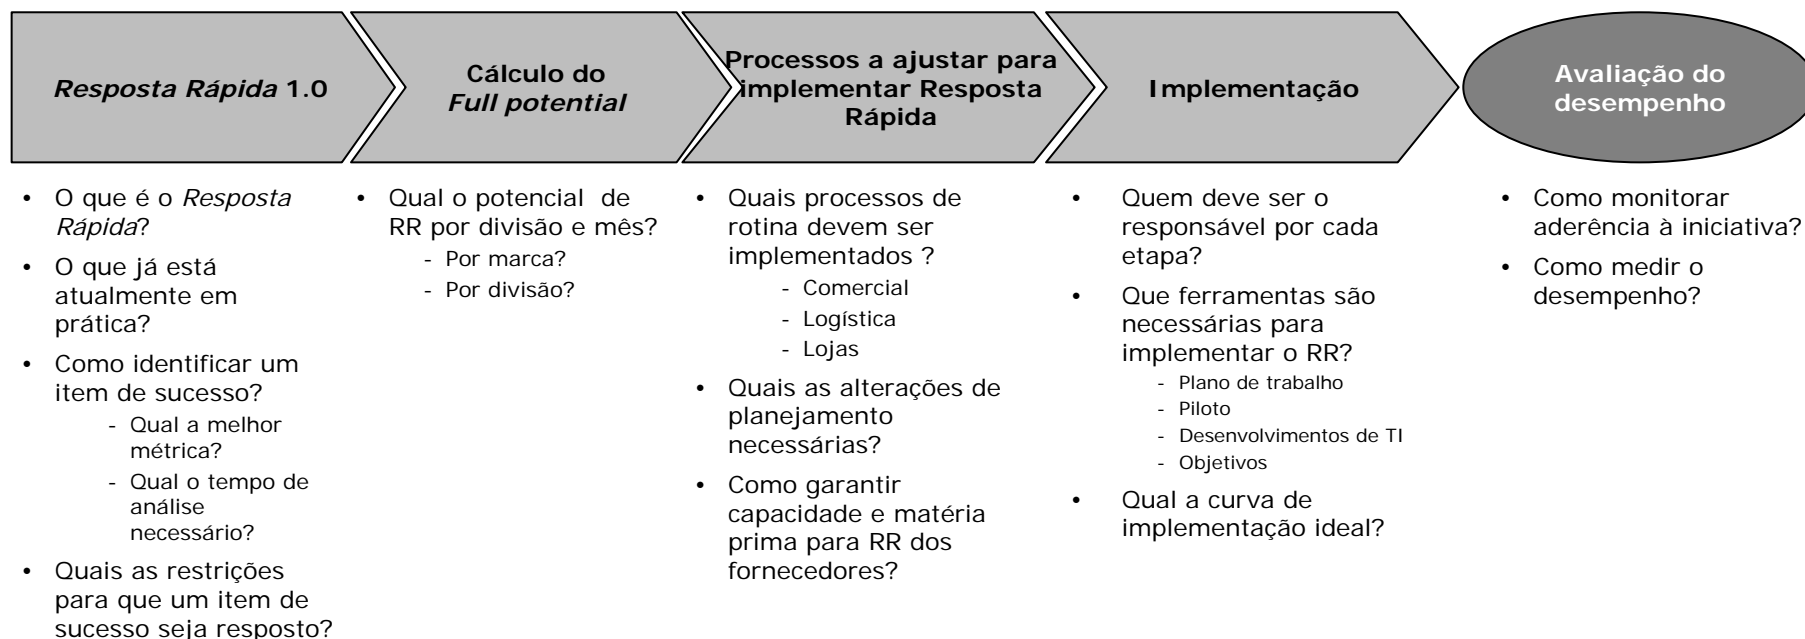 Resposta Rápida 1.0
Cálculo do
Full potential
Processos a ajustar para
implementar Resposta
Rápida
Implementação
Avaliação do
desempenho
• O que é o Resposta
Rápida?
• O que já está
atualmente em
prática?
• Como identificar um
item de sucesso?
- Qual a melhor
métrica?
- Qual o tempo de
análise
necessário?
• Quais as restrições
para que um item de
sucesso seja resposto?
• Qual o potencial de
RR por divisão e mês?
- Por marca?
- Por divisão?
• Quais processos de
rotina devem ser
implementados ?
- Comercial
- Logística
- Lojas
• Quais as alterações de
planejamento
necessárias?
• Como garantir
capacidade e matéria
prima para RR dos
fornecedores?
• Quem deve ser o
responsável por cada
etapa?
• Que ferramentas são
necessárias para
implementar o RR?
- Plano de trabalho
- Piloto
- Desenvolvimentos de TI
- Objetivos
• Qual a curva de
implementação ideal?
• Como monitorar
aderência à iniciativa?
• Como medir o
desempenho?